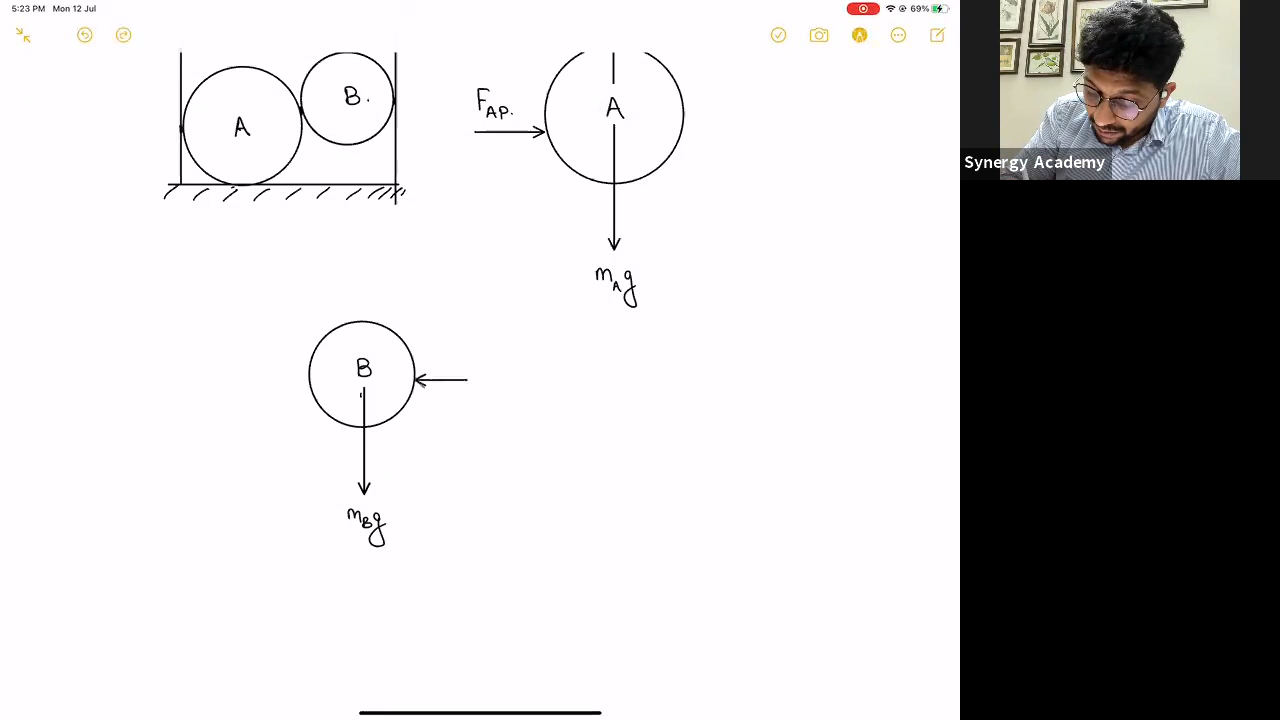 5:23 PM Mon 12 Jul
69%
A
B.
F_AP.
A
m_A g
B
m_B g
Synergy Academy